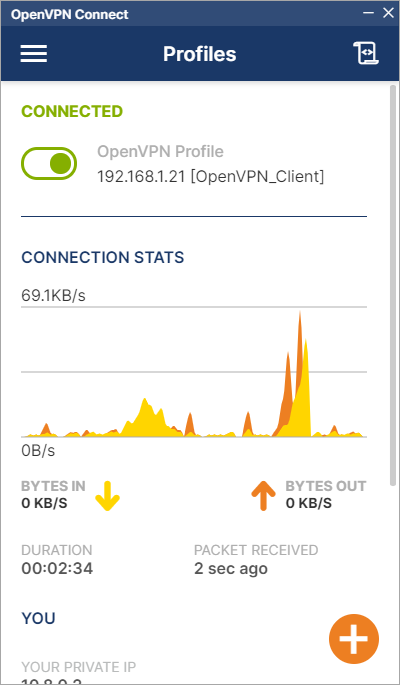 OpenVPN Connect
Profiles
CONNECTED
OpenVPN Profile
192.168.1.21 [OpenVPN_Client]
CONNECTION STATS
69.1KB/s
0B/s
BYTES IN
0 KB/S
BYTES OUT
0 KB/S
DURATION
00:02:34
PACKET RECEIVED
2 sec ago
YOU
YOUR PRIVATE IP